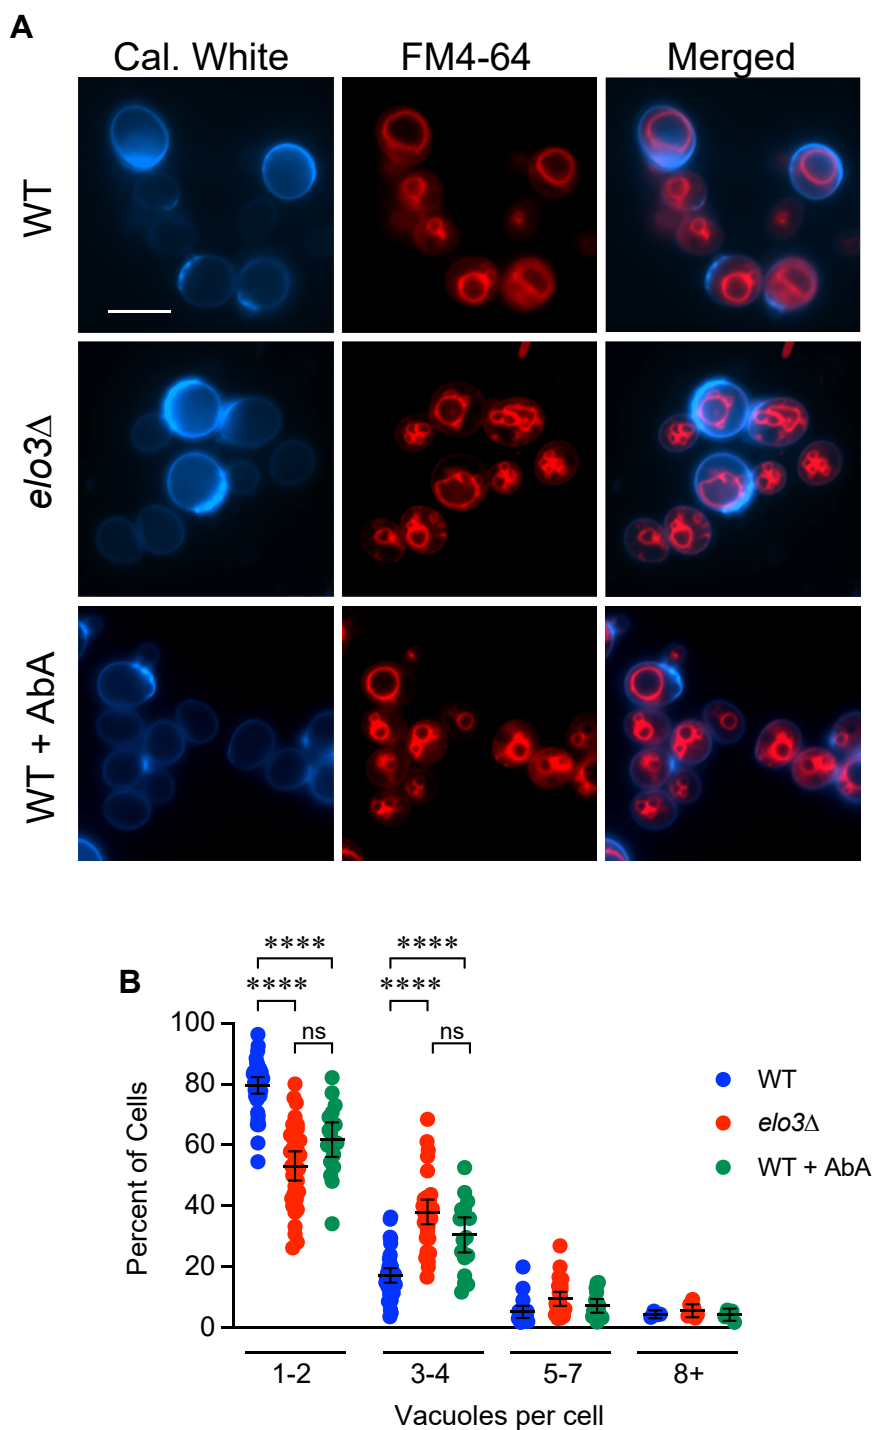 A
Cal. White FM4-64 Merged
WT
elo3Δ
WT + AbA
B
**** ****
**** ****
ns ns
100
80
60
40
20
0
Percent of Cells
WT
elo3Δ
WT + AbA
1-2 3-4 5-7 8+
Vacuoles per cell